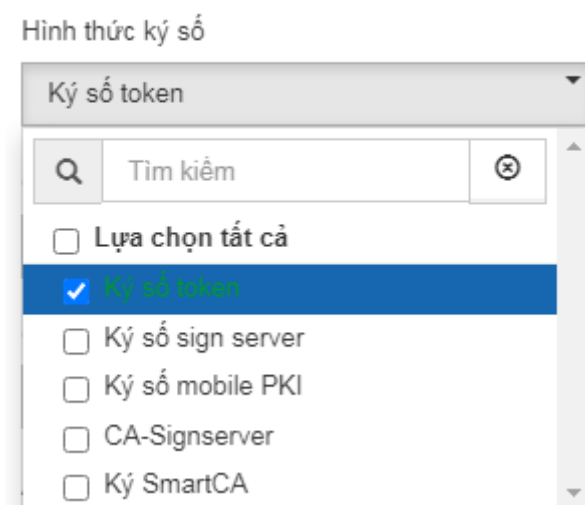 Hình thức ký số
Ký số token
Tìm kiếm
Lựa chọn tất cả
Ký số token
Ký số sign server
Ký số mobile PKI
CA-Signserver
Ký SmartCA